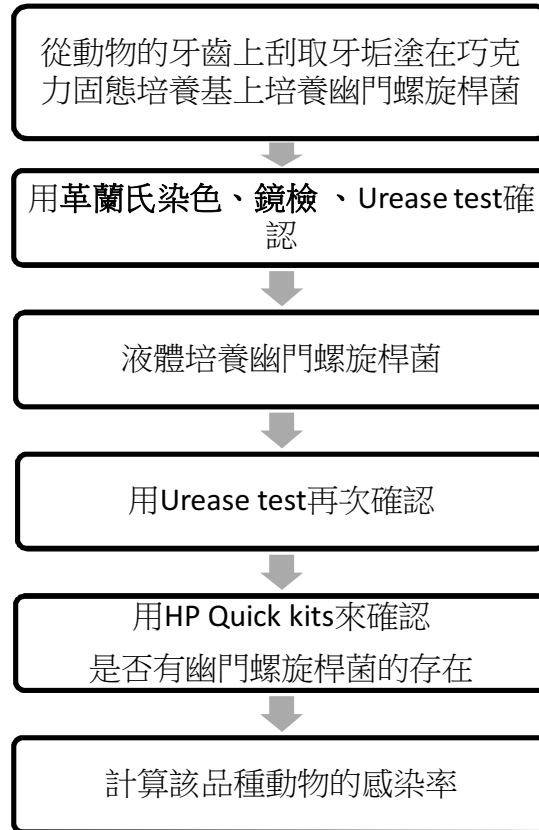 從動物的牙齒上刮取牙垢塗在巧克
力固態培養基上培養幽門螺旋桿菌
用革蘭氏染色、鏡檢 、Urease test確
認
液體培養幽門螺旋桿菌
用Urease test再次確認
用HP Quick kits來確認
是否有幽門螺旋桿菌的存在
計算該品種動物的感染率